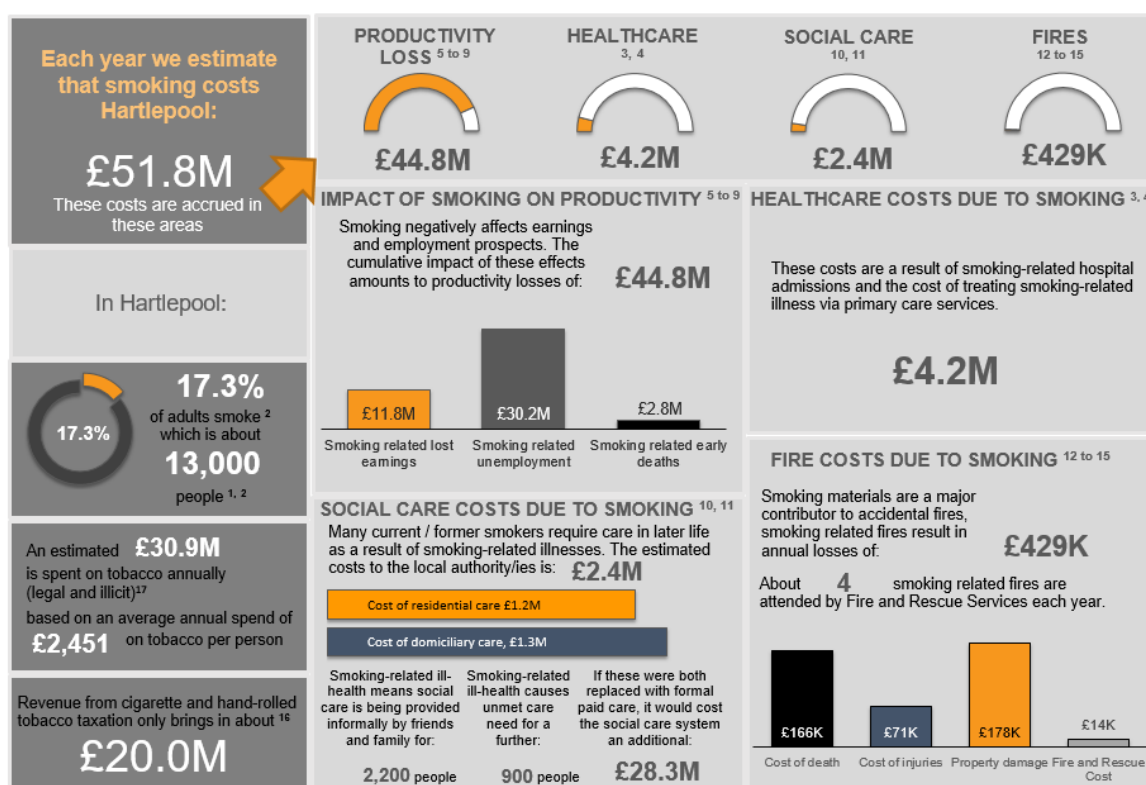 Each year we estimate
that smoking costs
Hartlepool:
£51.8M
These costs are accrued in
these areas
In Hartlepool:
17.3%
17.3%
of adults smoke ²
which is about
13,000
people ¹, ²
An estimated £30.9M
is spent on tobacco annually
(legal and illicit)¹⁷
based on an average annual spend of
£2,451 on tobacco per person
Revenue from cigarette and hand-rolled
tobacco taxation only brings in about ¹⁶
£20.0M
PRODUCTIVITY
LOSS 5 to 9
£44.8M
HEALTHCARE
3, 4
£4.2M
SOCIAL CARE
10, 11
£2.4M
FIRES
12 to 15
£429K
IMPACT OF SMOKING ON PRODUCTIVITY 5 to 9
Smoking negatively affects earnings
and employment prospects. The
cumulative impact of these effects
amounts to productivity losses of:
£44.8M
£11.8M
£30.2M
£2.8M
Smoking related lost
earnings
Smoking related
unemployment
Smoking related early
deaths
SOCIAL CARE COSTS DUE TO SMOKING 10, 11
Many current / former smokers require care in later life
as a result of smoking-related illnesses. The estimated
costs to the local authority/ies is: £2.4M
Cost of residential care £1.2M
Cost of domiciliary care, £1.3M
Smoking-related ill-
health means social
care is being provided
informally by friends
and family for:
2,200 people
Smoking-related
ill-health causes
unmet care
need for a
further:
900 people
If these were both
replaced with formal
paid care, it would cost
the social care system
an additional:
£28.3M
HEALTHCARE COSTS DUE TO SMOKING 3, 4
These costs are a result of smoking-related hospital
admissions and the cost of treating smoking-related
illness via primary care services.
£4.2M
FIRE COSTS DUE TO SMOKING 12 to 15
Smoking materials are a major
contributor to accidental fires,
smoking related fires result in
annual losses of:
£429K
About 4 smoking related fires are
attended by Fire and Rescue Services each year.
£166K
£71K
£178K
£14K
Cost of death
Cost of injuries
Property damage
Fire and Rescue
Cost